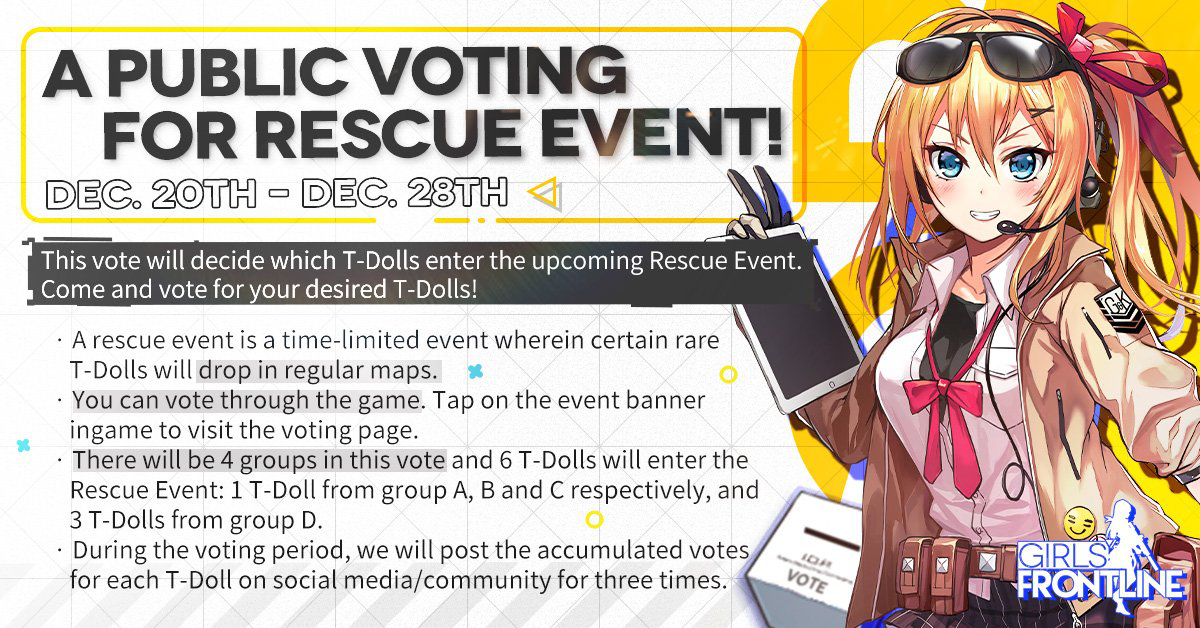 A PUBLIC VOTING
FOR RESCUE EVENT!
DEC. 20TH - DEC. 28TH
This vote will decide which T-Dolls enter the upcoming Rescue Event.
Come and vote for your desired T-Dolls!
· A rescue event is a time-limited event wherein certain rare
T-Dolls will drop in regular maps.
· You can vote through the game. Tap on the event banner
ingame to visit the voting page.
· There will be 4 groups in this vote and 6 T-Dolls will enter the
Rescue Event: 1 T-Doll from group A, B and C respectively, and
3 T-Dolls from group D.
· During the voting period, we will post the accumulated votes
for each T-Doll on social media/community for three times.
VOTE
G&K
GIRLS'
FRONTLINE